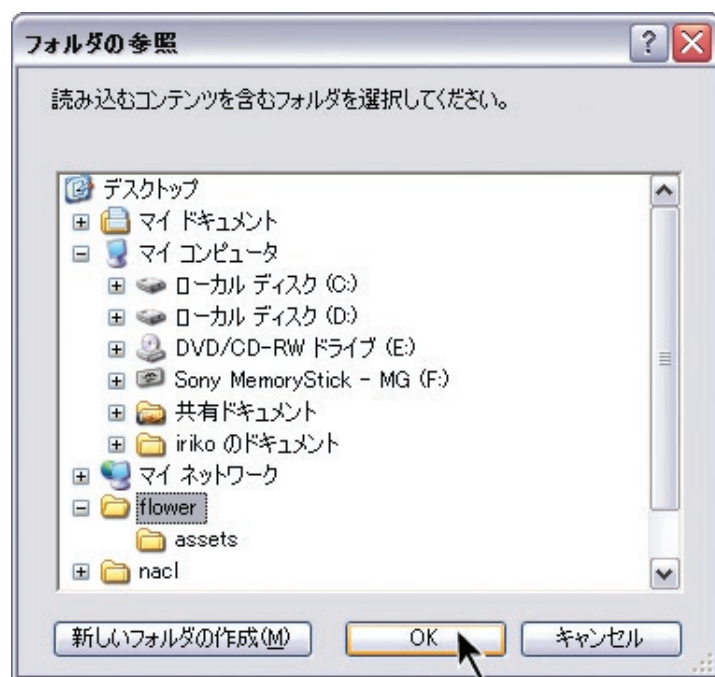 フォルダの参照
読み込むコンテンツを含むフォルダを選択してください。
デスクトップ
マイ ドキュメント
マイ コンピュータ
ローカル ディスク (C:)
ローカル ディスク (D:)
DVD/CD-RW ドライブ (E:)
Sony MemoryStick - MG (F:)
共有ドキュメント
iriko のドキュメント
マイ ネットワーク
flower
assets
nacl
新しいフォルダの作成(M) OK キャンセル